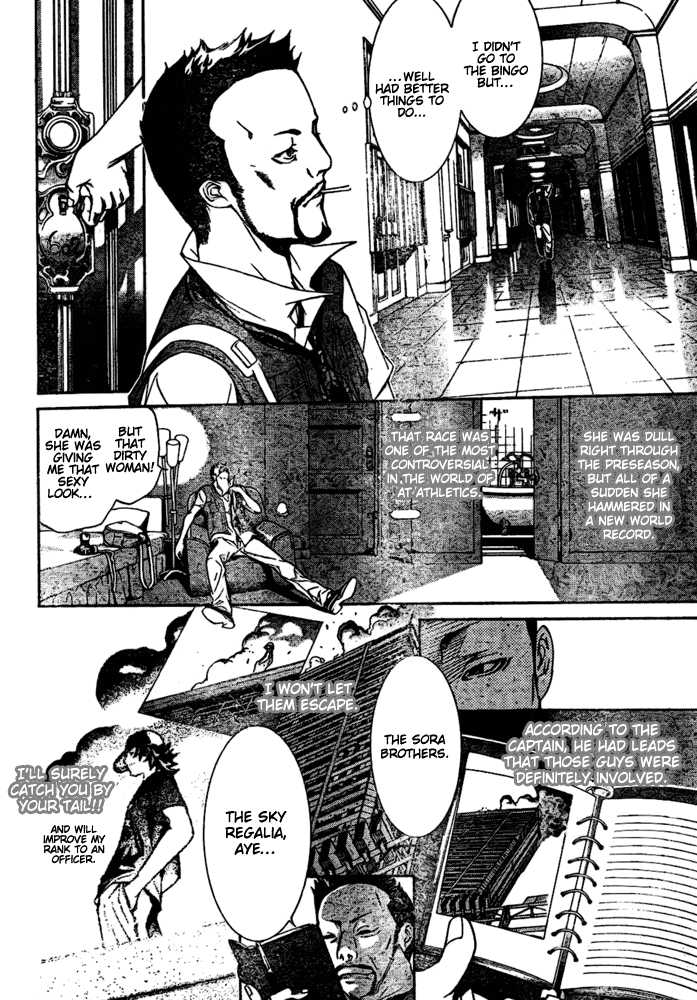 I DIDN'T
GO TO
THE BINGO
BUT...
...WELL
HAD BETTER
THINGS TO
DO...
SHE WAS DULL
RIGHT THROUGH
THE PRESEASON,
BUT ALL OF A
SUDDEN SHE
HAMMERED IN
A NEW WORLD
RECORD.
THAT RACE WAS
ONE OF THE MOST
CONTROVERSIAL
IN THE WORLD OF
AT ATHLETICS.
BUT
THAT
DIRTY
WOMAN!
DAMN,
SHE WAS
GIVING
ME THAT
SEXY
LOOK...
ACCORDING TO THE
CAPTAIN, HE HAD LEADS
THAT THOSE GUYS WERE
DEFINITELY INVOLVED.
THE SORA
BROTHERS.
I WON'T LET
THEM ESCAPE.
THE SKY
REGALIA,
AYE...
I'LL SURELY
CATCH YOU BY
YOUR TAIL!!
AND WILL
IMPROVE MY
RANK TO AN
OFFICER.